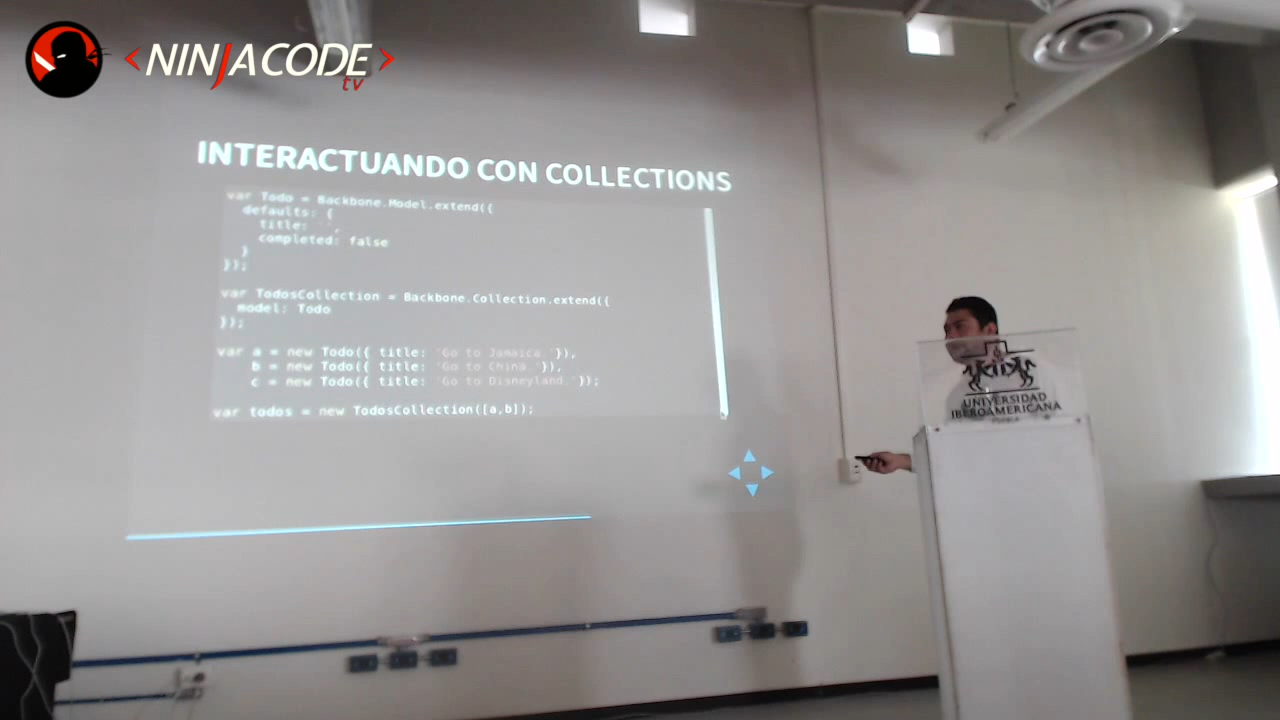 <NINJACODE>
tv
INTERACTUANDO CON COLLECTIONS
var Todo = Backbone.Model.extend({
defaults: {
title: '',
completed: false
}
});
var TodosCollection = Backbone.Collection.extend({
model: Todo
});
var a = new Todo({ title: 'Go to Jamaica.'}),
b = new Todo({ title: 'Go to China.'}),
c = new Todo({ title: 'Go to Disneyland.'});
var todos = new TodosCollection([a,b]);
UNIVERSIDAD
IBEROAMERICANA